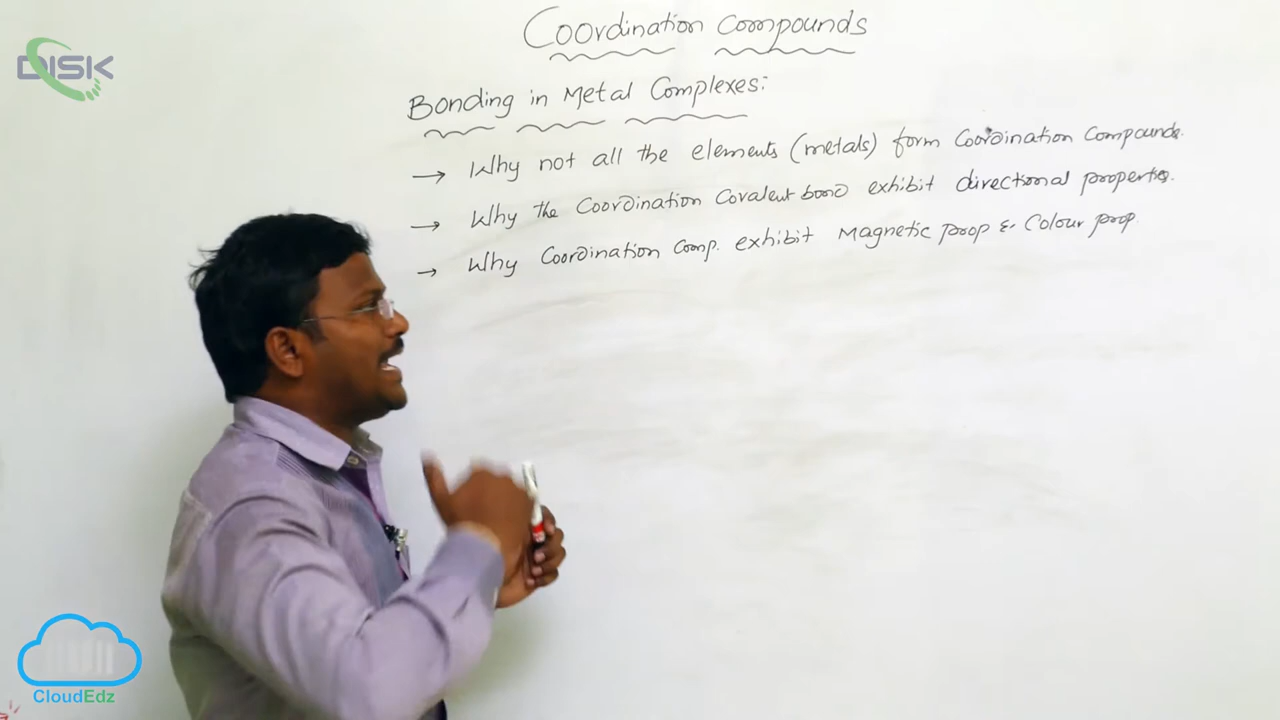 Coordination Compounds
DISK
Bonding in Metal Complexes:
→ Why not all the elements (metals) form Coordination Compounds.
→ Why the Coordination Covalent bond exhibit directional properties.
→ Why Coordination Comp. exhibit Magnetic prop & Colour prop.
CloudEdz